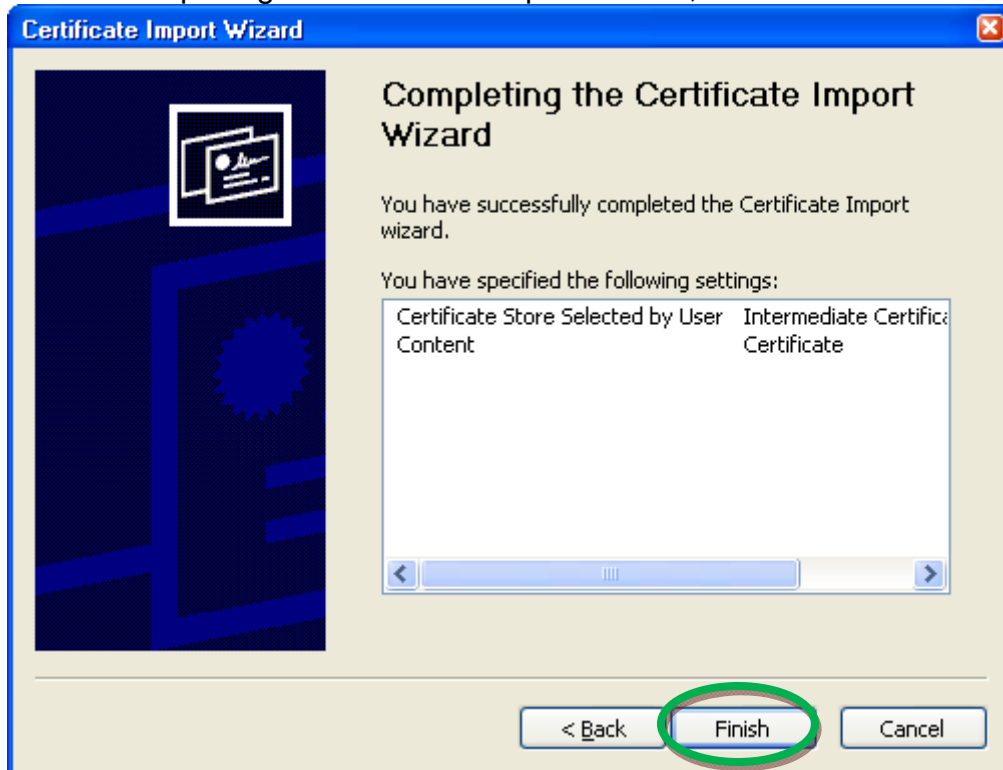 Certificate Import Wizard
Completing the Certificate Import
Wizard
You have successfully completed the Certificate Import
wizard.
You have specified the following settings:
Certificate Store Selected by User Intermediate Certifica
Content Certificate
< Back Finish Cancel